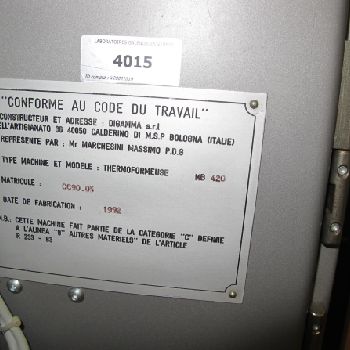 4015
"CONFORME AU CODE DU TRAVAIL"
CONSTRUCTEUR ET ADRESSE : DIGAMMA a.r.l
DELL'ARTIGIANATO 40050 CALDERINO DI M.S.P BOLOGNA (ITALIE)
REPRESENTE PAR : Mr MARCHESINI MASSIMO P.D.G
TYPE MACHINE ET MODELE : THERMOFORMEUSE MB 420
MATRICULE :
DATE DE FABRICATION : 1992
N.B.: CETTE MACHINE FAIT PARTIE DE LA CATEGORIE "C" DEFINIE
A L'ALINEA "B" AUTRES MATERIELS" DE L'ARTICLE
R 233 - 83